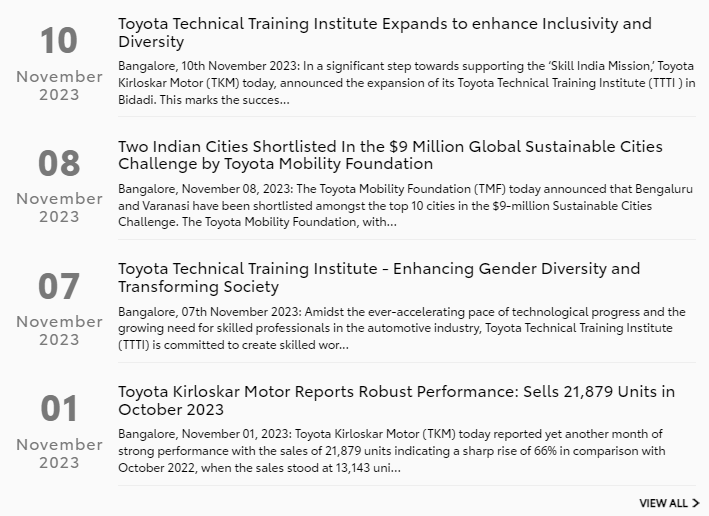 10
November
2023
Toyota Technical Training Institute Expands to enhance Inclusivity and
Diversity
Bangalore, 10th November 2023: In a significant step towards supporting the ‘Skill India Mission,’ Toyota
Kirloskar Motor (TKM) today, announced the expansion of its Toyota Technical Training Institute (TTTI ) in
Bidadi. This marks the succes...
08
November
2023
Two Indian Cities Shortlisted In the $9 Million Global Sustainable Cities
Challenge by Toyota Mobility Foundation
Bangalore, November 08, 2023: The Toyota Mobility Foundation (TMF) today announced that Bengaluru
and Varanasi have been shortlisted amongst the top 10 cities in the $9-million Sustainable Cities
Challenge. The Toyota Mobility Foundation, with...
07
November
2023
Toyota Technical Training Institute - Enhancing Gender Diversity and
Transforming Society
Bangalore, 07th November 2023: Amidst the ever-accelerating pace of technological progress and the
growing need for skilled professionals in the automotive industry, Toyota Technical Training Institute
(TTTI) is committed to create skilled wor...
01
November
2023
Toyota Kirloskar Motor Reports Robust Performance: Sells 21,879 Units in
October 2023
Bangalore, November 01, 2023: Toyota Kirloskar Motor (TKM) today reported yet another month of
strong performance with the sales of 21,879 units indicating a sharp rise of 66% in comparison with
October 2022, when the sales stood at 13,143 uni...
VIEW ALL >